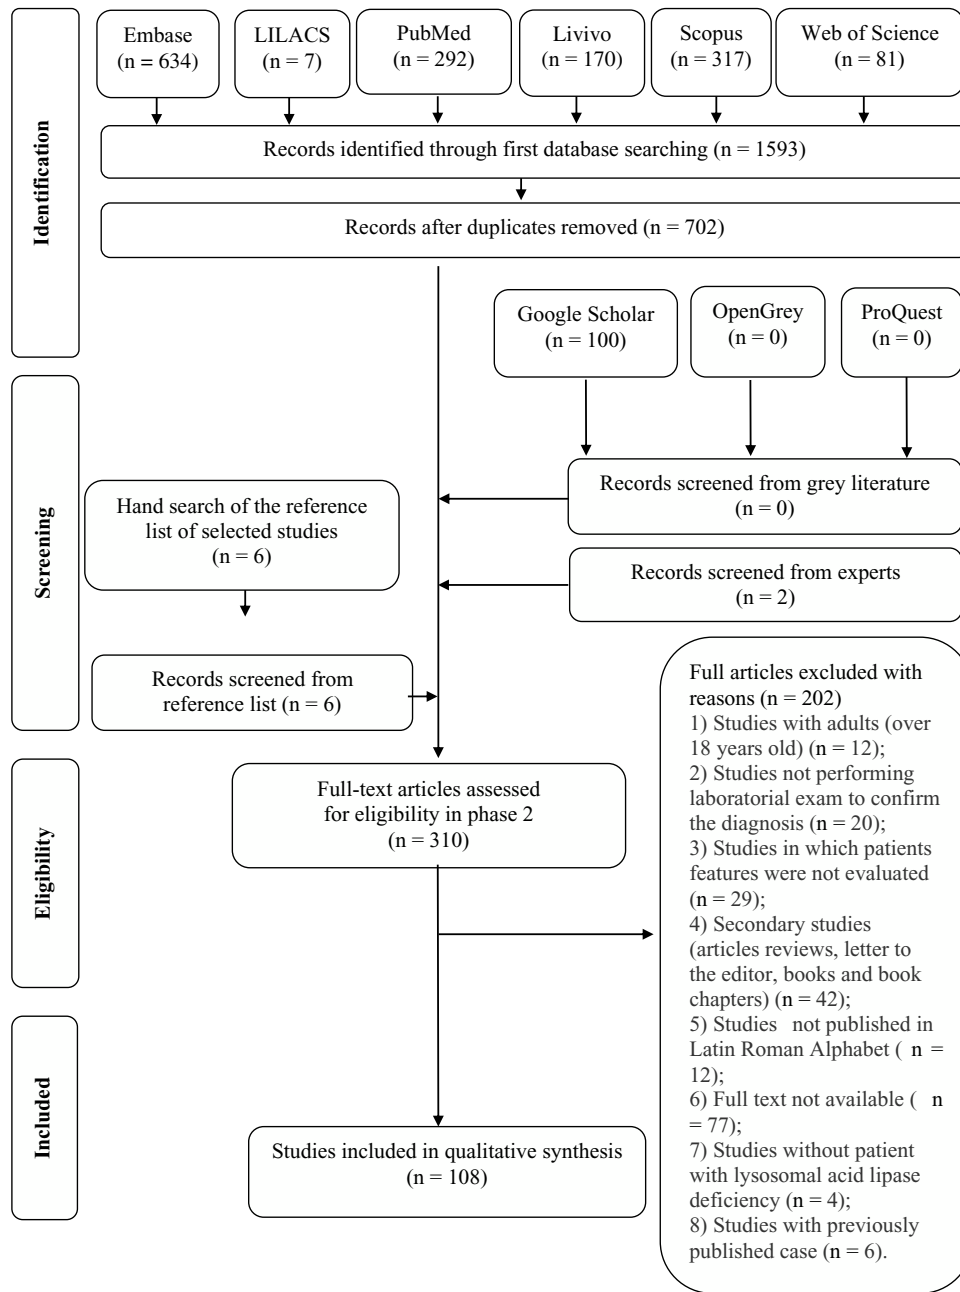 Identification
Embase
(n = 634)
LILACS
(n = 7)
PubMed
(n = 292)
Livivo
(n = 170)
Scopus
(n = 317)
Web of Science
(n = 81)
Records identified through first database searching (n = 1593)
Records after duplicates removed (n = 702)
Google Scholar
(n = 100)
OpenGrey
(n = 0)
ProQuest
(n = 0)
Screening
Records screened from grey literature
(n = 0)
Hand search of the reference
list of selected studies
(n = 6)
Records screened from experts
(n = 2)
Records screened from
reference list (n = 6)
Eligibility
Full-text articles assessed
for eligibility in phase 2
(n = 310)
Full articles excluded with
reasons (n = 202)
1) Studies with adults (over
18 years old) (n = 12);
2) Studies not performing
laboratorial exam to confirm
the diagnosis (n = 20);
3) Studies in which patients
features were not evaluated
(n = 29);
4) Secondary studies
(articles reviews, letter to
the editor, books and book
chapters) (n = 42);
5) Studies not published in
Latin Roman Alphabet ( n =
12);
6) Full text not available ( n
= 77);
7) Studies without patient
with lysosomal acid lipase
deficiency (n = 4);
8) Studies with previously
published case (n = 6).
Included
Studies included in qualitative synthesis
(n = 108)